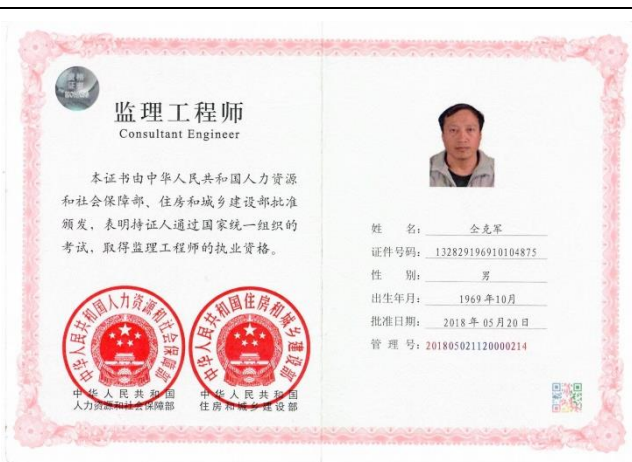 监理工程师
Consultant Engineer
本证书由中华人民共和国人力资源
和社会保障部、住房和城乡建设部批准
颁发，表明持证人通过国家统一组织的
考试，取得监理工程师的执业资格。
中华人民共和国人力资源和社会保障部
中华人民共和国住房和城乡建设部
中华人民共和国
人力资源和社会保障部
中华人民共和国
住房和城乡建设部
姓 名：仝克军
证件号码：132829196910104875
性 别：男
出生年月：1969年10月
批准日期：2018年05月20日
管 理 号：201805021120000214